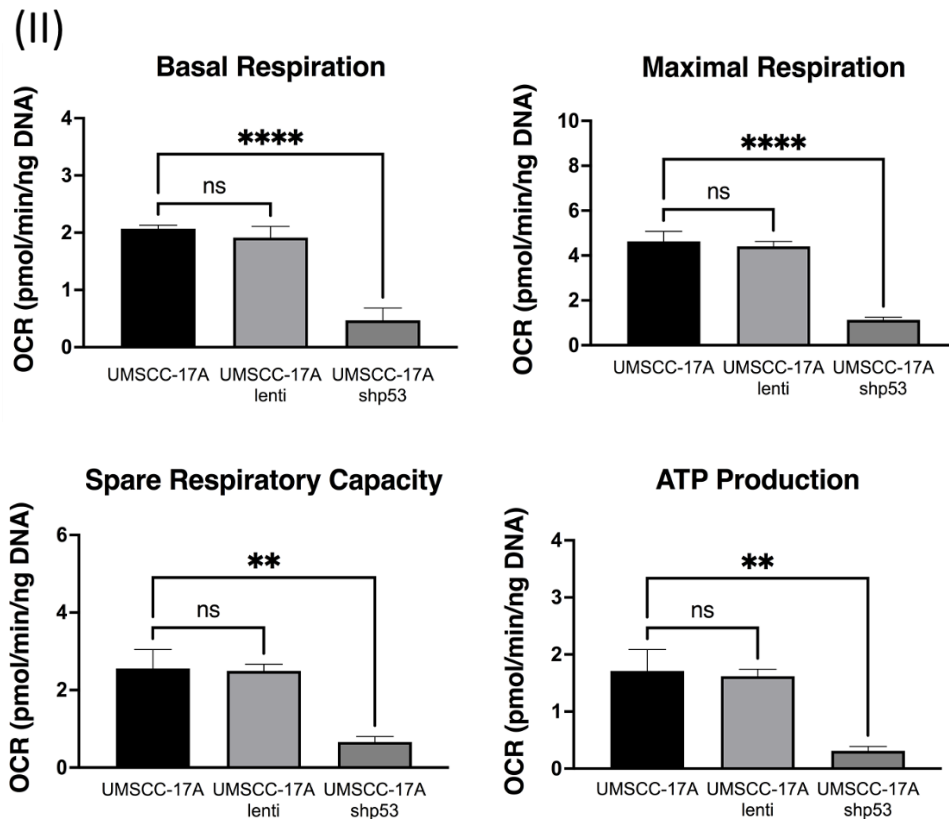 (II)
Basal Respiration
OCR (pmol/min/ng DNA)
4
3
2
1
0
****
ns
UMSCC-17A
UMSCC-17A
lenti
UMSCC-17A
shp53
Maximal Respiration
OCR (pmol/min/ng DNA)
10
8
6
4
2
0
****
ns
UMSCC-17A
UMSCC-17A
lenti
UMSCC-17A
shp53
Spare Respiratory Capacity
OCR (pmol/min/ng DNA)
6
4
2
0
**
ns
UMSCC-17A
UMSCC-17A
lenti
UMSCC-17A
shp53
ATP Production
OCR (pmol/min/ng DNA)
4
3
2
1
0
**
ns
UMSCC-17A
UMSCC-17A
lenti
UMSCC-17A
shp53